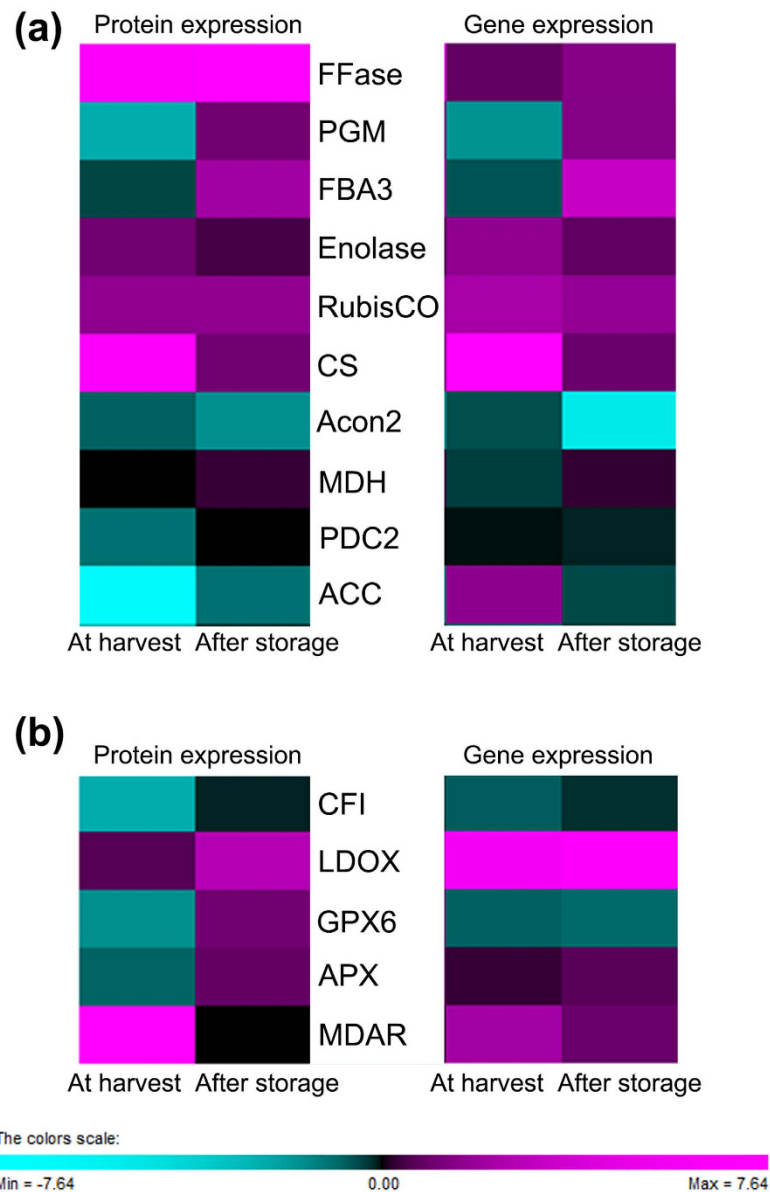 (a)
Protein expression
Gene expression
FFase
PGM
FBA3
Enolase
RubisCO
CS
Acon2
MDH
PDC2
ACC
At harvest After storage
At harvest After storage
(b)
Protein expression
Gene expression
CFI
LDOX
GPX6
APX
MDAR
At harvest After storage
At harvest After storage
The colors scale:
Min = -7.64
0.00
Max = 7.64